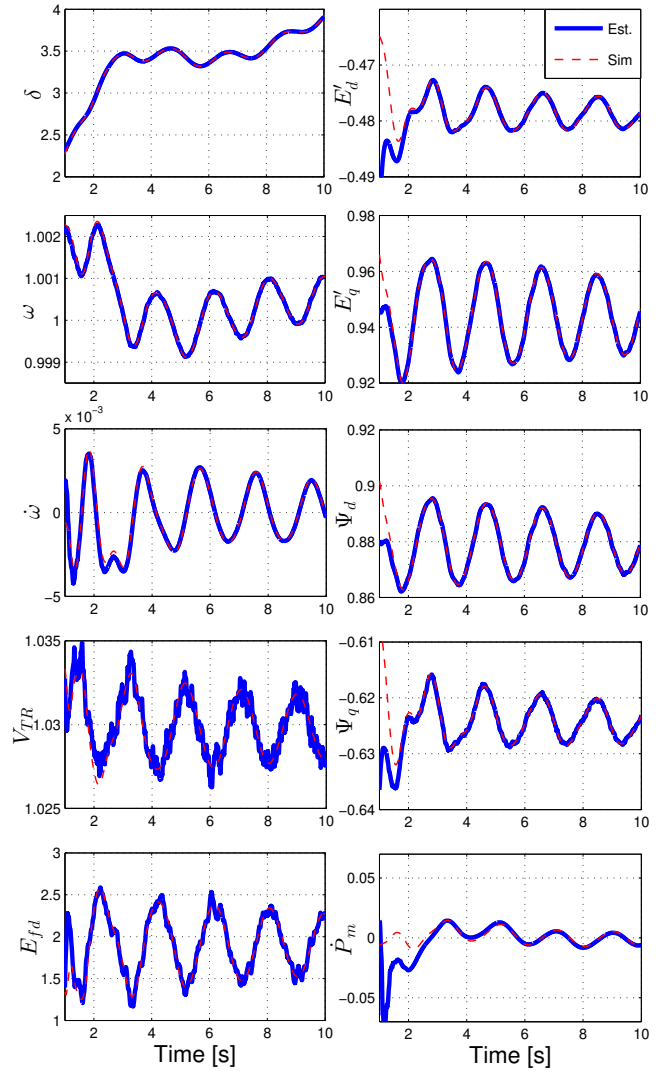 4
3.5
3
2.5
2
δ
2 4 6 8 10
Est.
Sim
−0.47
−0.48
−0.49
E′d
2 4 6 8 10
1.002
1.001
1
0.999
ω
2 4 6 8 10
0.98
0.96
0.94
0.92
E′q
2 4 6 8 10
x 10−3
5
0
−5
ω̇
2 4 6 8 10
0.92
0.9
0.88
0.86
Ψd
2 4 6 8 10
1.035
1.03
1.025
VTR
2 4 6 8 10
−0.61
−0.62
−0.63
−0.64
Ψq
2 4 6 8 10
3
2.5
2
1.5
1
Efd
2 4 6 8 10
Time [s]
0.05
0
−0.05
Ṗm
2 4 6 8 10
Time [s]